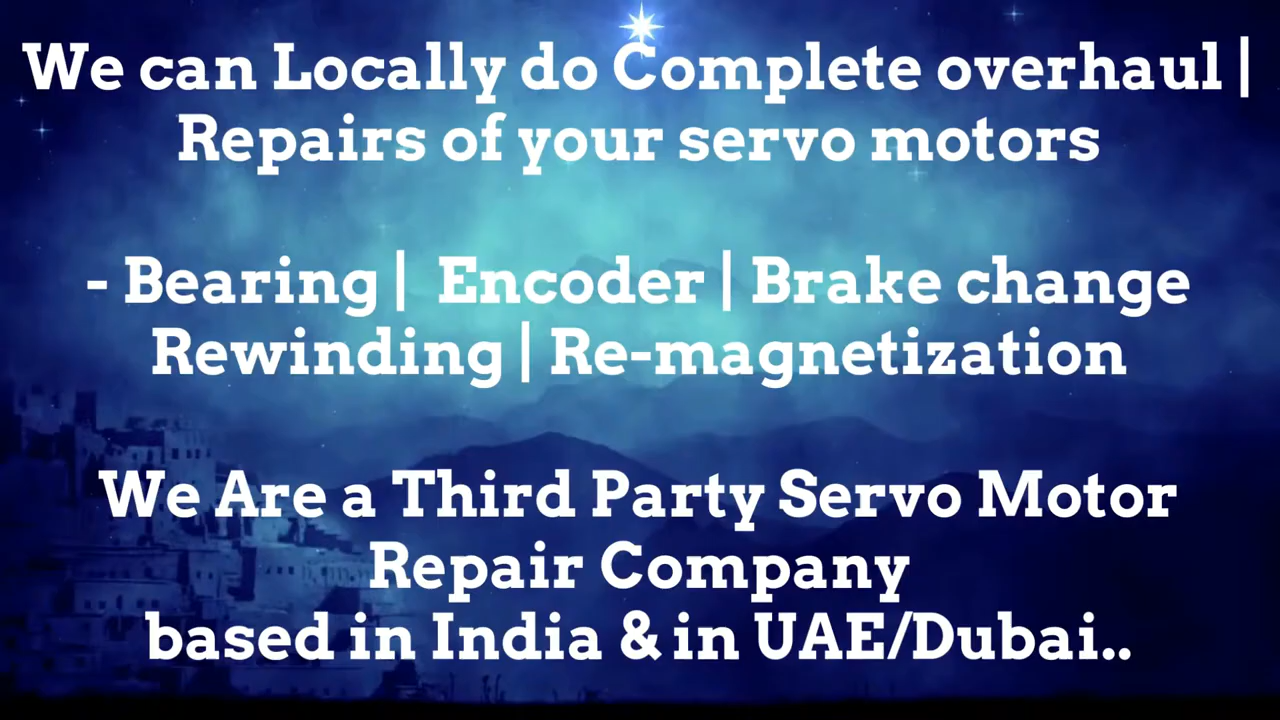 We can Locally do Complete overhaul |
Repairs of your servo motors
- Bearing | Encoder | Brake change
Rewinding | Re-magnetization
We Are a Third Party Servo Motor
Repair Company
based in India & in UAE/Dubai..